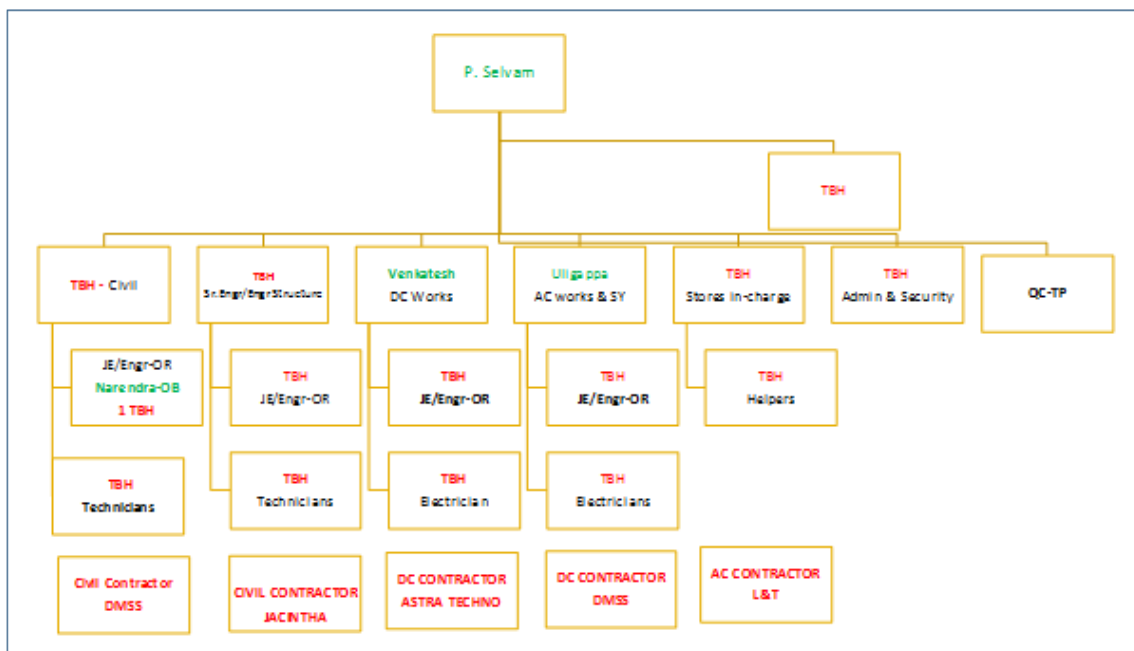 P. Selvam
TBH
TBH - Civil
TBH
Sr.Engr/Engr Structure
Venkatesh
DC Works
Uligappa
AC works & SY
TBH
Stores in-charge
TBH
Admin & Security
QC-TP
JE/Engr-OR
Narendra-OB
1 TBH
TBH
JE/Engr-OR
TBH
JE/Engr-OR
TBH
JE/Engr-OR
TBH
Helpers
TBH
Technicians
TBH
Technicians
TBH
Electrician
TBH
Electricians
Civil Contractor
DMSS
CIVIL CONTRACTOR
JACINTHA
DC CONTRACTOR
ASTRA TECHNO
DC CONTRACTOR
DMSS
AC CONTRACTOR
L&T